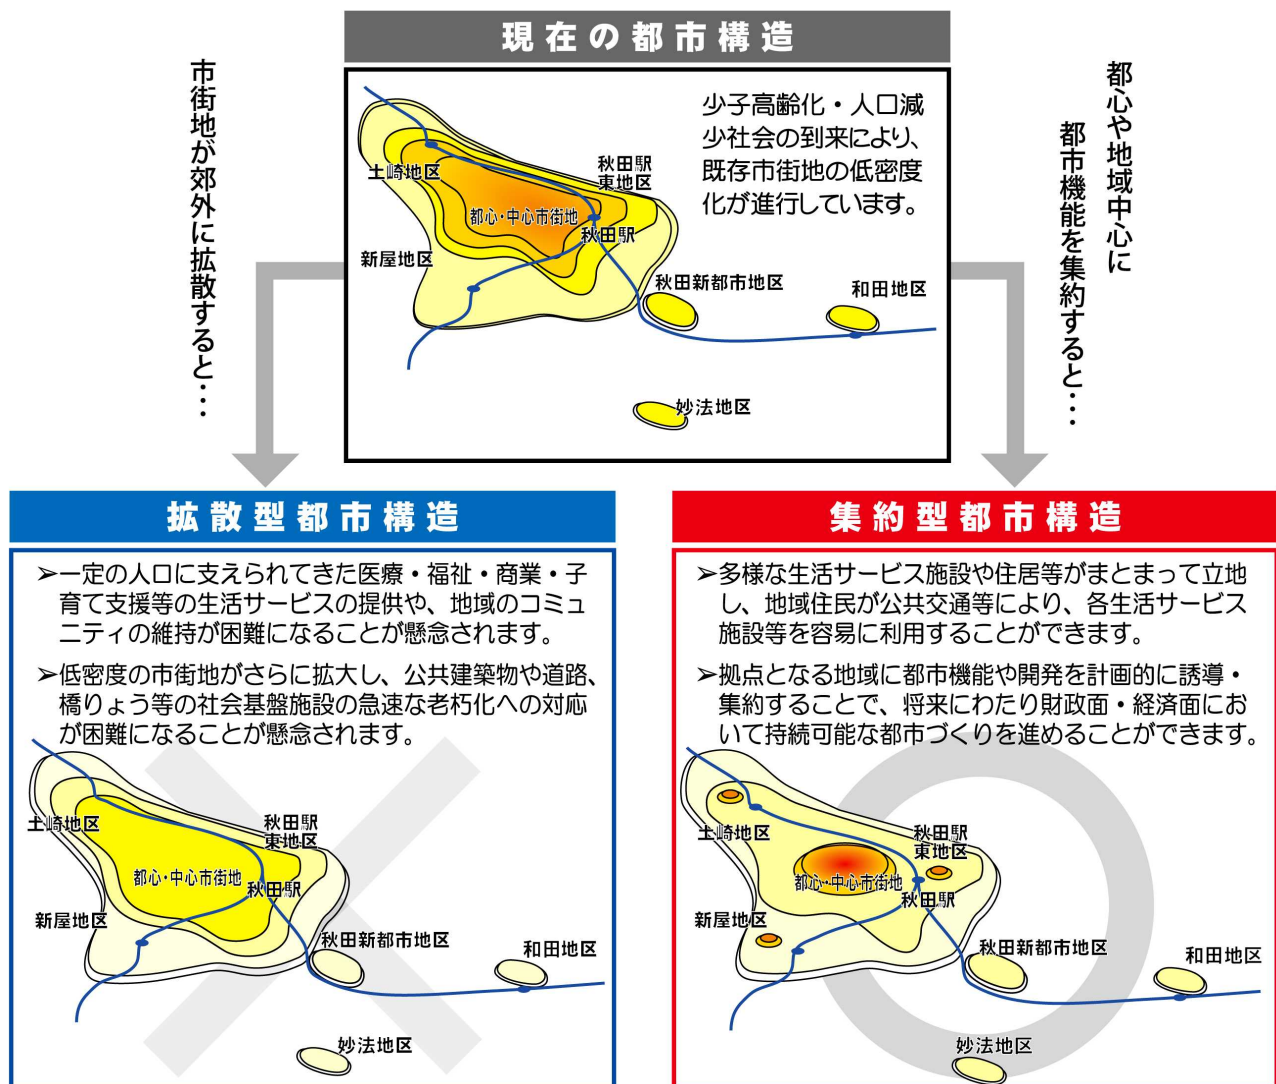 現在の都市構造
市街地が郊外に拡散すると・・・
都心や地域中心に
都市機能を集約すると・・・
少子高齢化・人口減
少社会の到来により、
既存市街地の低密度
化が進行しています。
土崎地区
秋田駅
東地区
都心・中心市街地
秋田駅
新屋地区
秋田新都市地区
和田地区
妙法地区
拡散型都市構造
➢一定の人口に支えられてきた医療・福祉・商業・子
育て支援等の生活サービスの提供や、地域のコミュ
ニティの維持が困難になることが懸念されます。
➢低密度の市街地がさらに拡大し、公共建築物や道路、
橋りょう等の社会基盤施設の急速な老朽化への対応
が困難になることが懸念されます。
土崎地区
秋田駅
東地区
都心・中心市街地
秋田駅
新屋地区
秋田新都市地区
和田地区
妙法地区
集約型都市構造
➢多様な生活サービス施設や住居等がまとまって立地
し、地域住民が公共交通等により、各生活サービス
施設等を容易に利用することができます。
➢拠点となる地域に都市機能や開発を計画的に誘導・
集約することで、将来にわたり財政面・経済面にお
いて持続可能な都市づくりを進めることができます。
土崎地区
秋田駅
東地区
都心・中心市街地
秋田駅
新屋地区
秋田新都市地区
和田地区
妙法地区